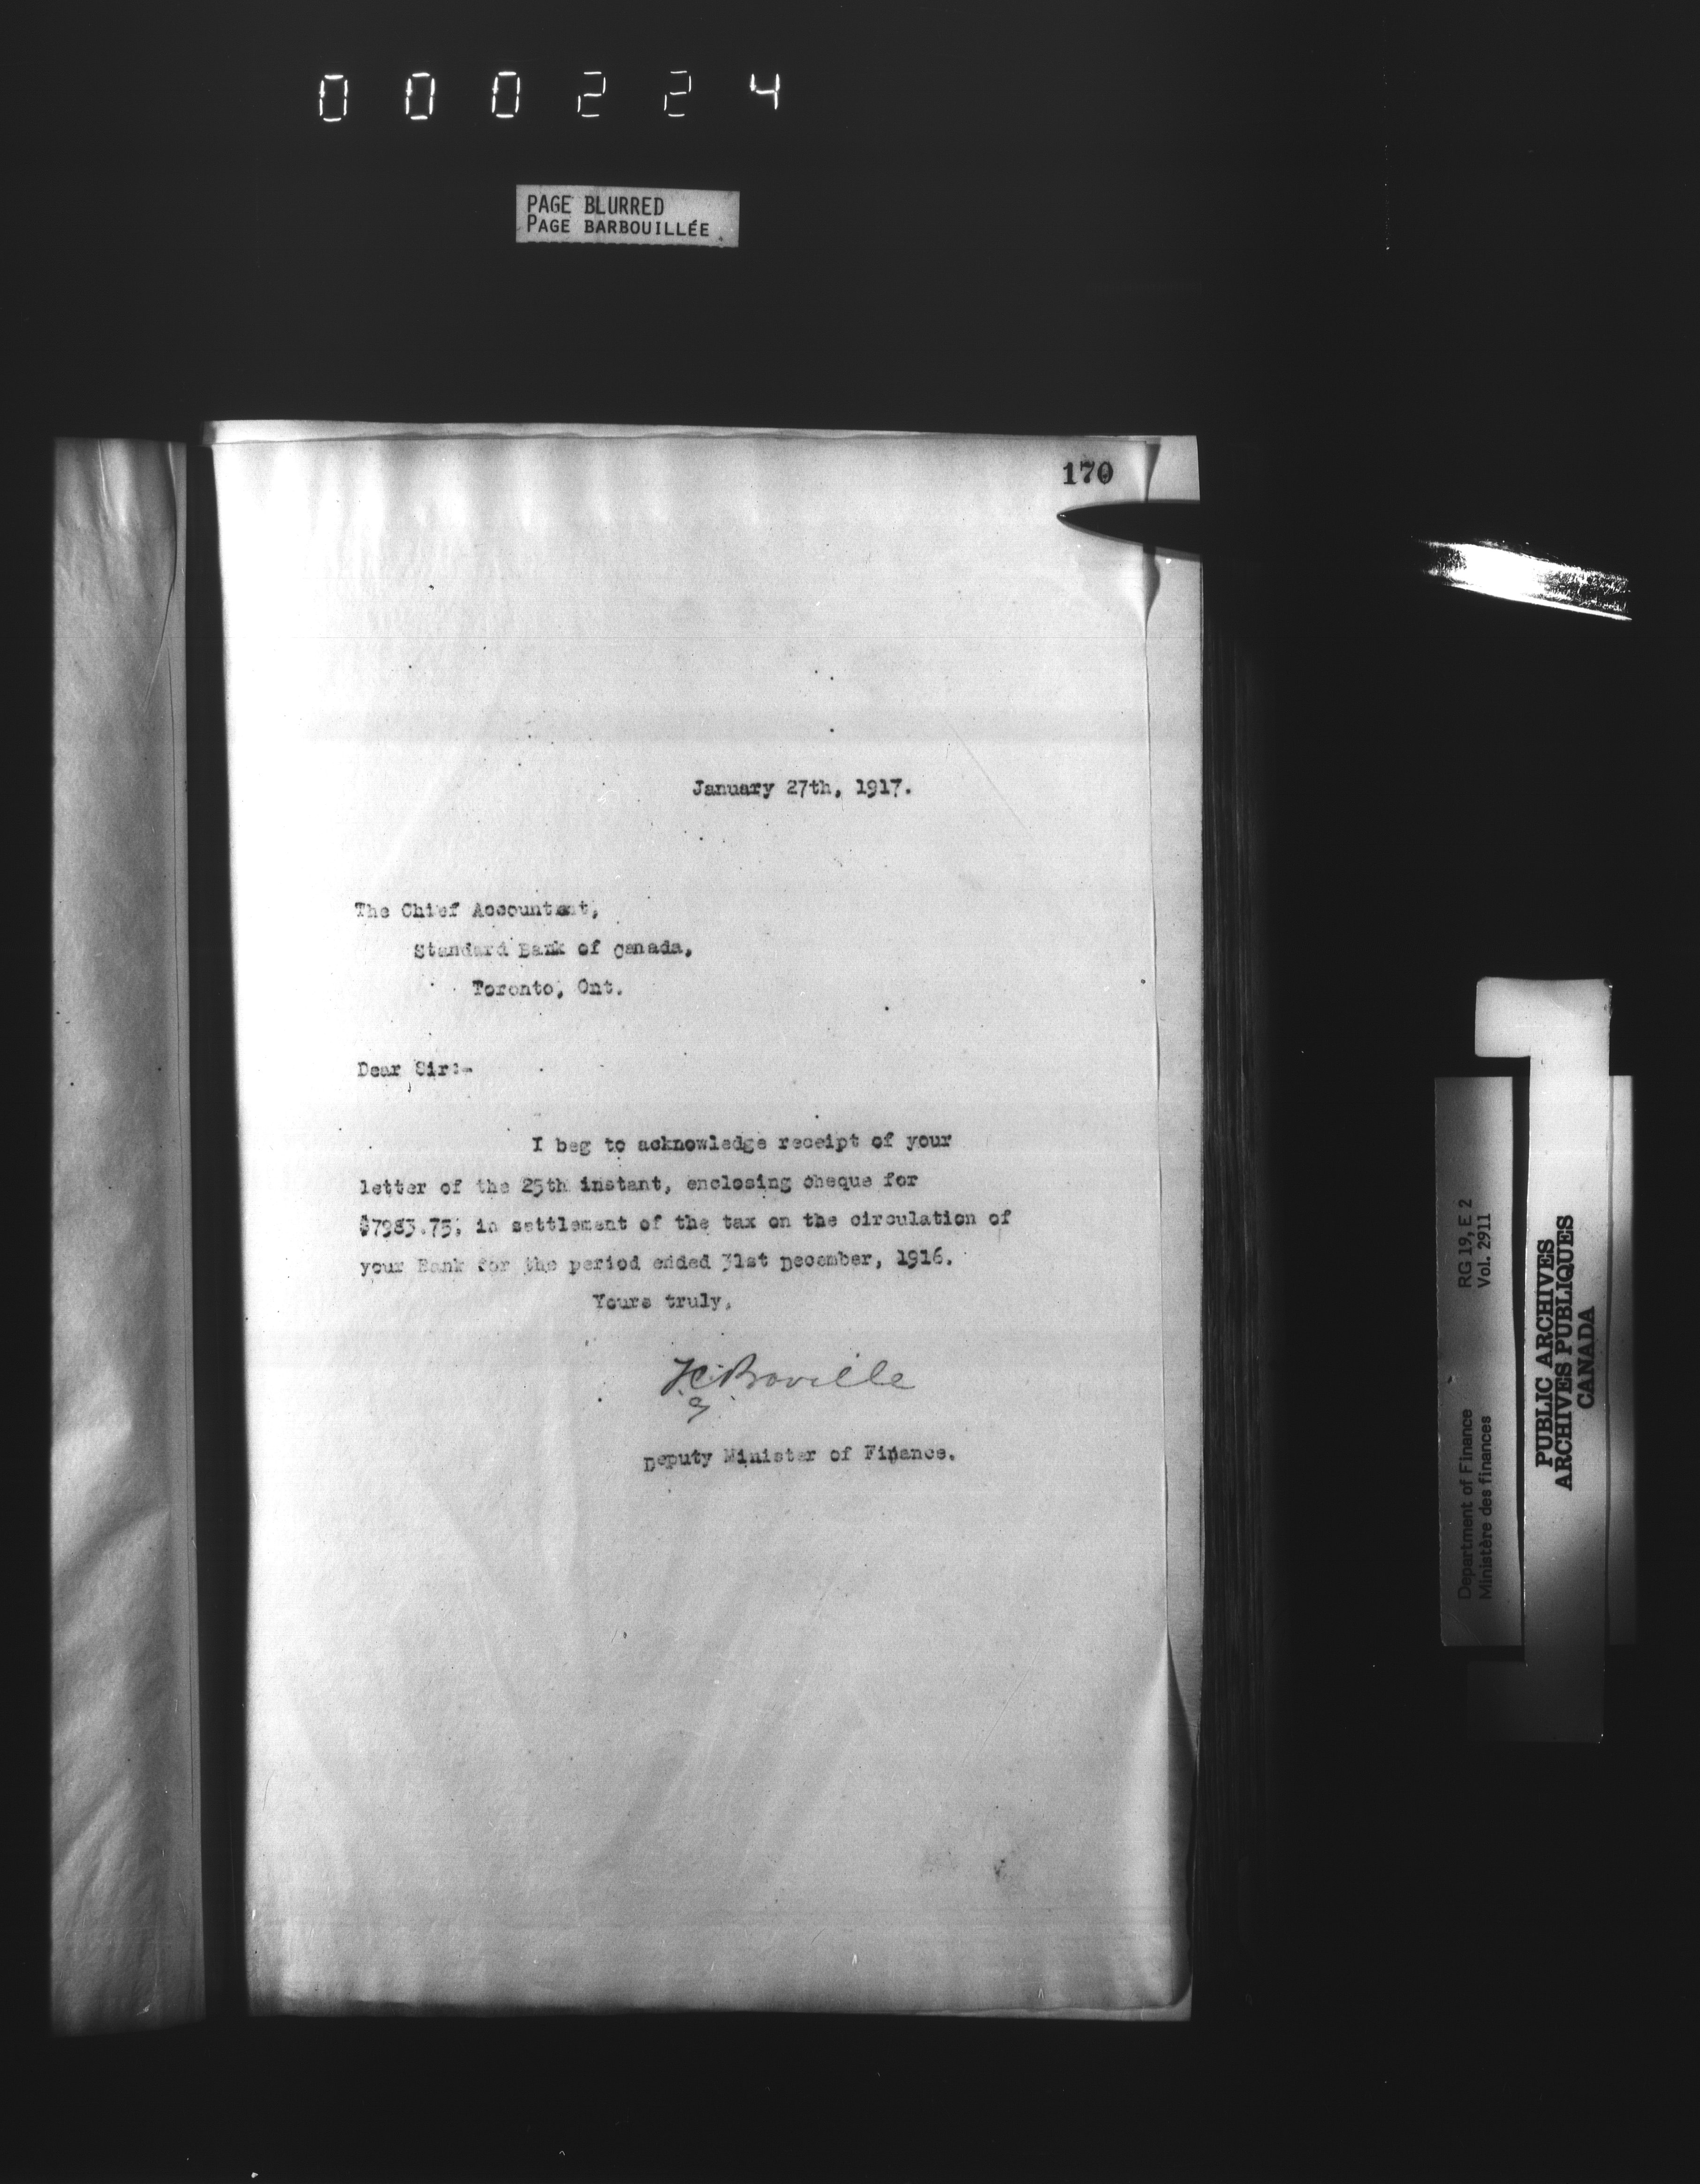 000224
PAGE BLURRED
PAGE BARBOUILLÉE
170
January 27th, 1917.
The Chief Accountant,
Standard Bank of Canada,
Toronto, Ont.
Dear Sir:-
I beg to acknowledge receipt of your
letter of the 25th instant, enclosing cheque for
$7983.75, in settlement of the tax on the circulation of
your Bank for the period ended 31st December, 1916.
Yours truly,
Boville
Deputy Minister of Finance.
Department of Finance RG 19, E 2
Ministère des finances Vol. 2911
PUBLIC ARCHIVES
ARCHIVES PUBLIQUES
CANADA